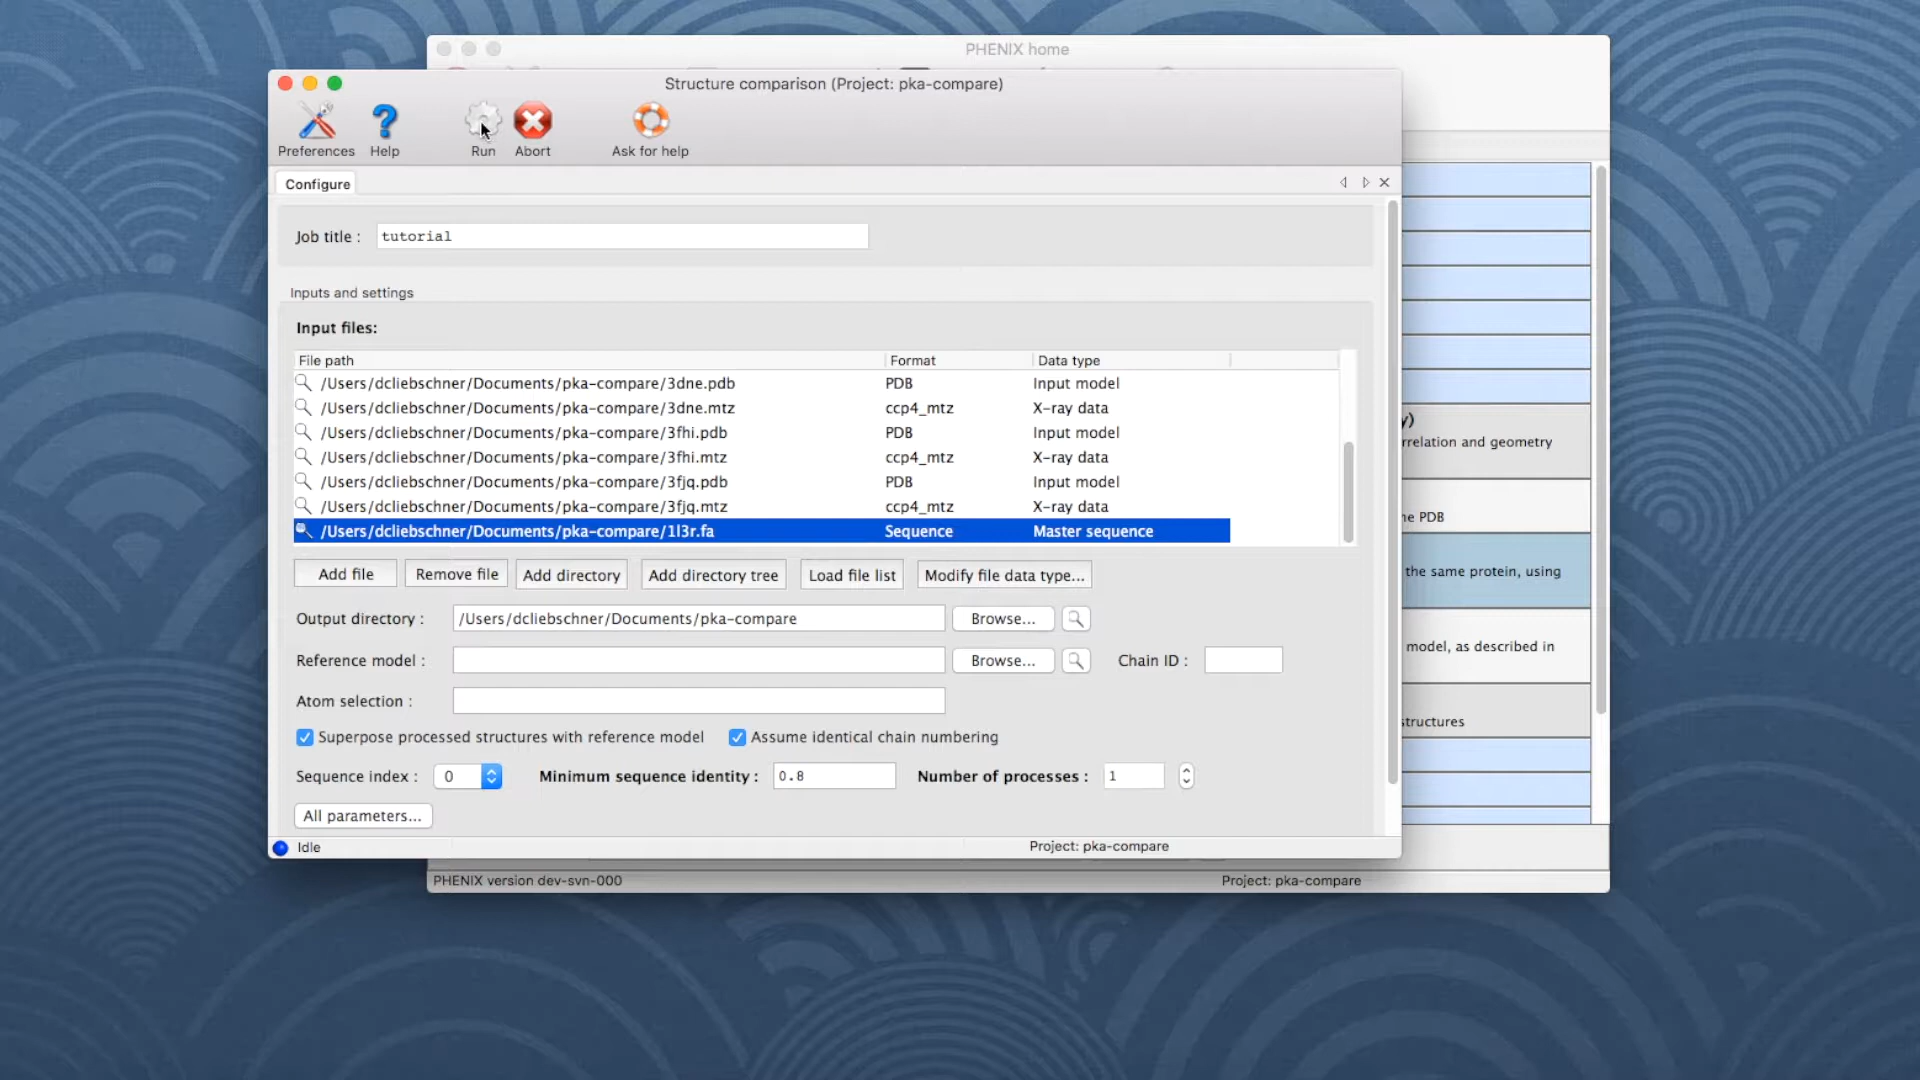 PHENIX home
Structure comparison (Project: pka-compare)
Preferences Help Run Abort Ask for help
Configure
Job title : tutorial
Inputs and settings
Input files:
File path Format Data type
/Users/dcliebschner/Documents/pka-compare/3dne.pdb PDB Input model
/Users/dcliebschner/Documents/pka-compare/3dne.mtz ccp4_mtz X-ray data
/Users/dcliebschner/Documents/pka-compare/3fhi.pdb PDB Input model
/Users/dcliebschner/Documents/pka-compare/3fhi.mtz ccp4_mtz X-ray data
/Users/dcliebschner/Documents/pka-compare/3fjq.pdb PDB Input model
/Users/dcliebschner/Documents/pka-compare/3fjq.mtz ccp4_mtz X-ray data
/Users/dcliebschner/Documents/pka-compare/1l3r.fa Sequence Master sequence
Add file Remove file Add directory Add directory tree Load file list Modify file data type...
Output directory : /Users/dcliebschner/Documents/pka-compare Browse...
Reference model : Browse... Chain ID :
Atom selection :
Superpose processed structures with reference model Assume identical chain numbering
Sequence index : 0 Minimum sequence identity : 0.8 Number of processes : 1
All parameters...
Idle Project: pka-compare
y)
rrelation and geometry
he PDB
the same protein, using
model, as described in
structures
PHENIX version dev-svn-000 Project: pka-compare